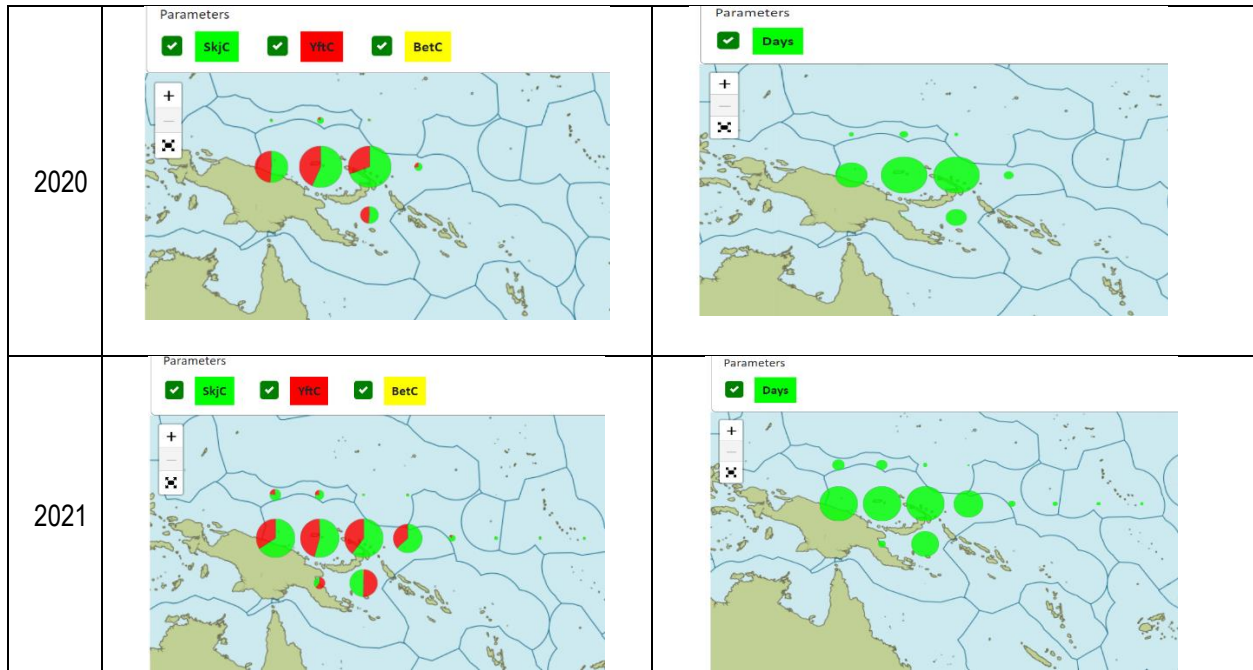 Parameters
SkjC YftC BetC
+
−
Parameters
Days
+
−
2020
Parameters
SkjC YftC BetC
+
−
Parameters
Days
+
−
2021